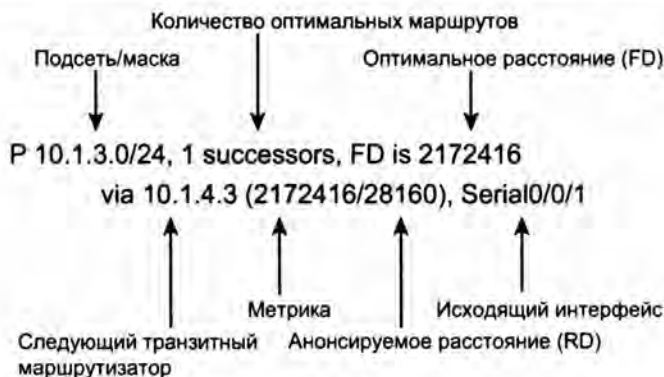 Количество оптимальных маршрутов
Подсеть/маска
Оптимальное расстояние (FD)
P 10.1.3.0/24, 1 successors, FD is 2172416
via 10.1.4.3 (2172416/28160), Serial0/0/1
Метрика
Исходящий интерфейс
Следующий транзитный маршрутизатор
Анонсируемое расстояние (RD)